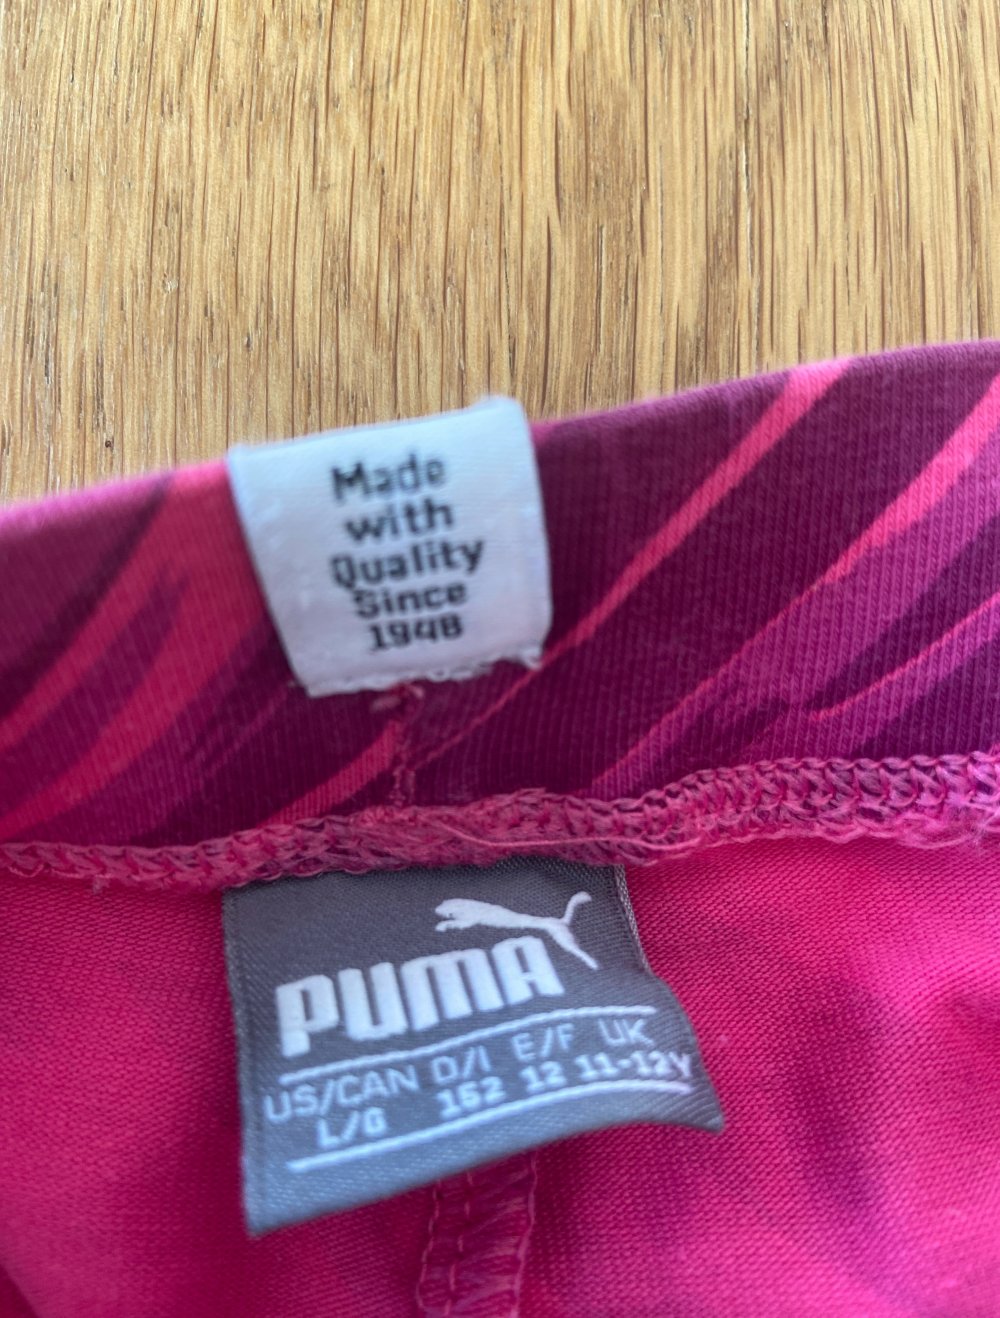 Made
with
Quality
Since
1948
PUMA
US/CAN D/I E/F UK
L/G 152 12 11-12Y